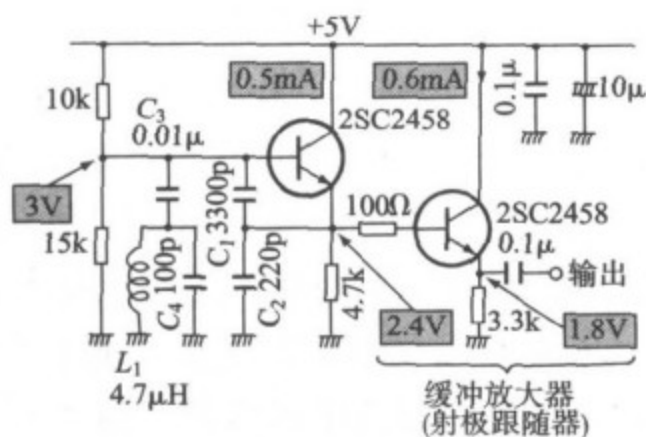 +5V
0.5mA
0.6mA
0.1μ
10μ
10k
C₃
0.01μ
2SC2458
3V
C₁ 3300p
100Ω
2SC2458
15k
C₄ 100p
C₂ 220p
4.7k
0.1μ
输出
2.4V
3.3k
1.8V
L₁
4.7μH
缓冲放大器
(射极跟随器)